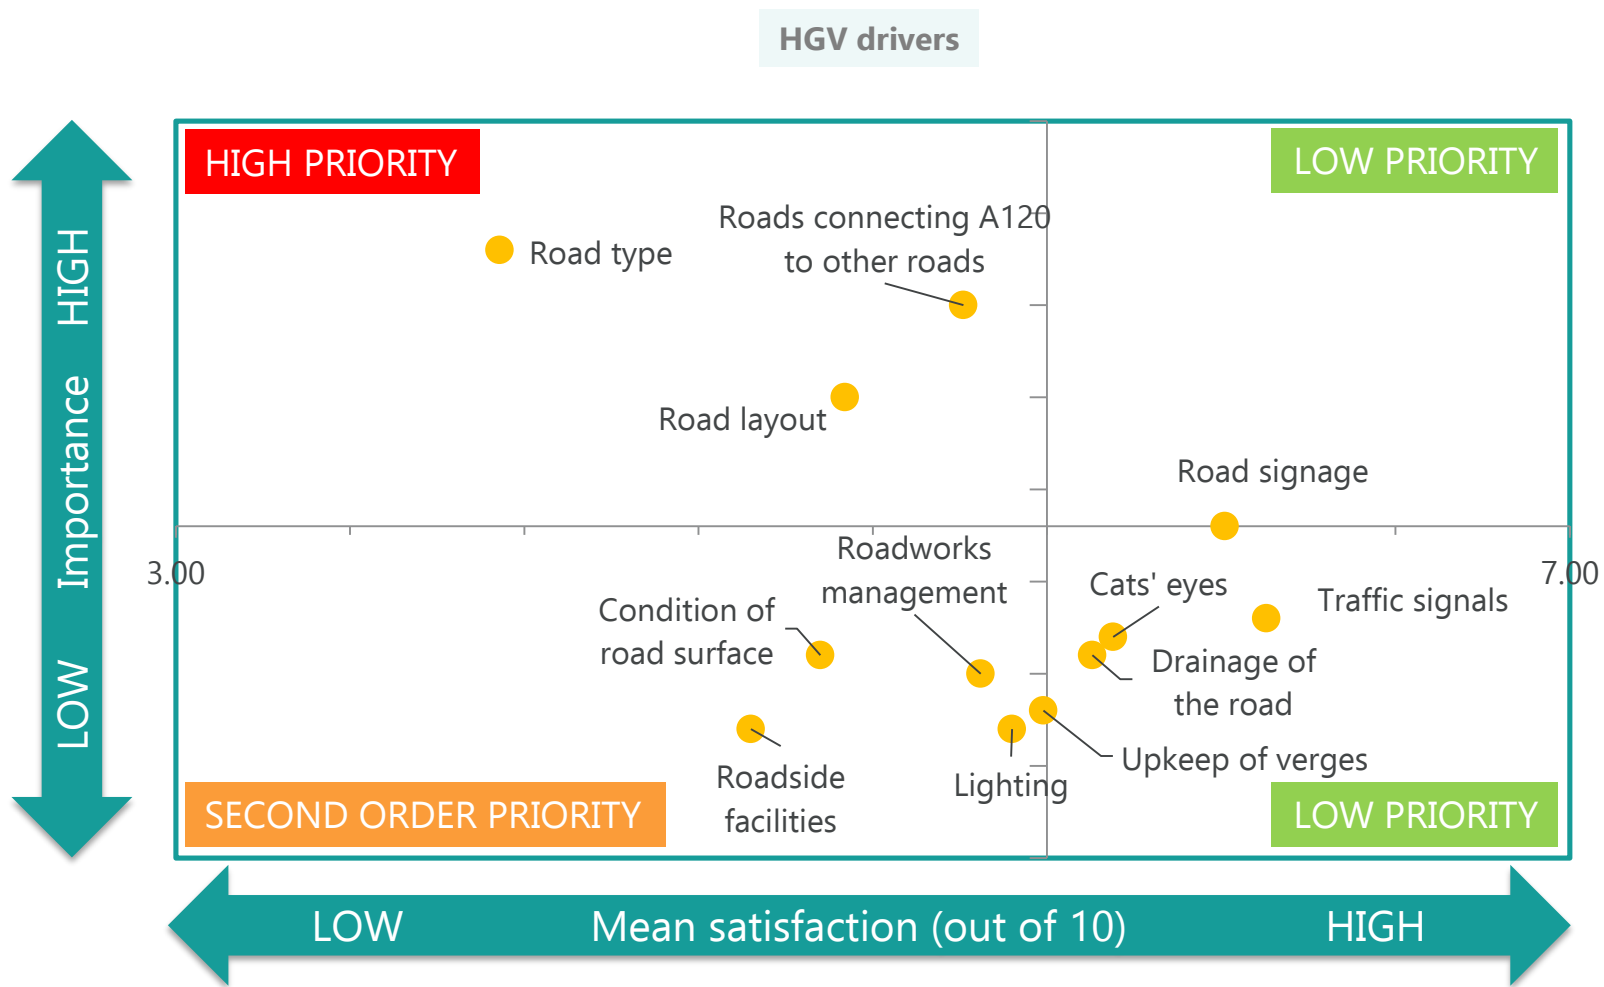 HGV drivers
HIGH PRIORITY
LOW PRIORITY
Roads connecting A120
to other roads
Road type
Road layout
Road signage
HIGH
Importance
LOW
3.00
7.00
Roadworks
management
Cats' eyes
Traffic signals
Condition of
road surface
Drainage of
the road
Upkeep of verges
Roadside
facilities
Lighting
SECOND ORDER PRIORITY
LOW PRIORITY
LOW
Mean satisfaction (out of 10)
HIGH